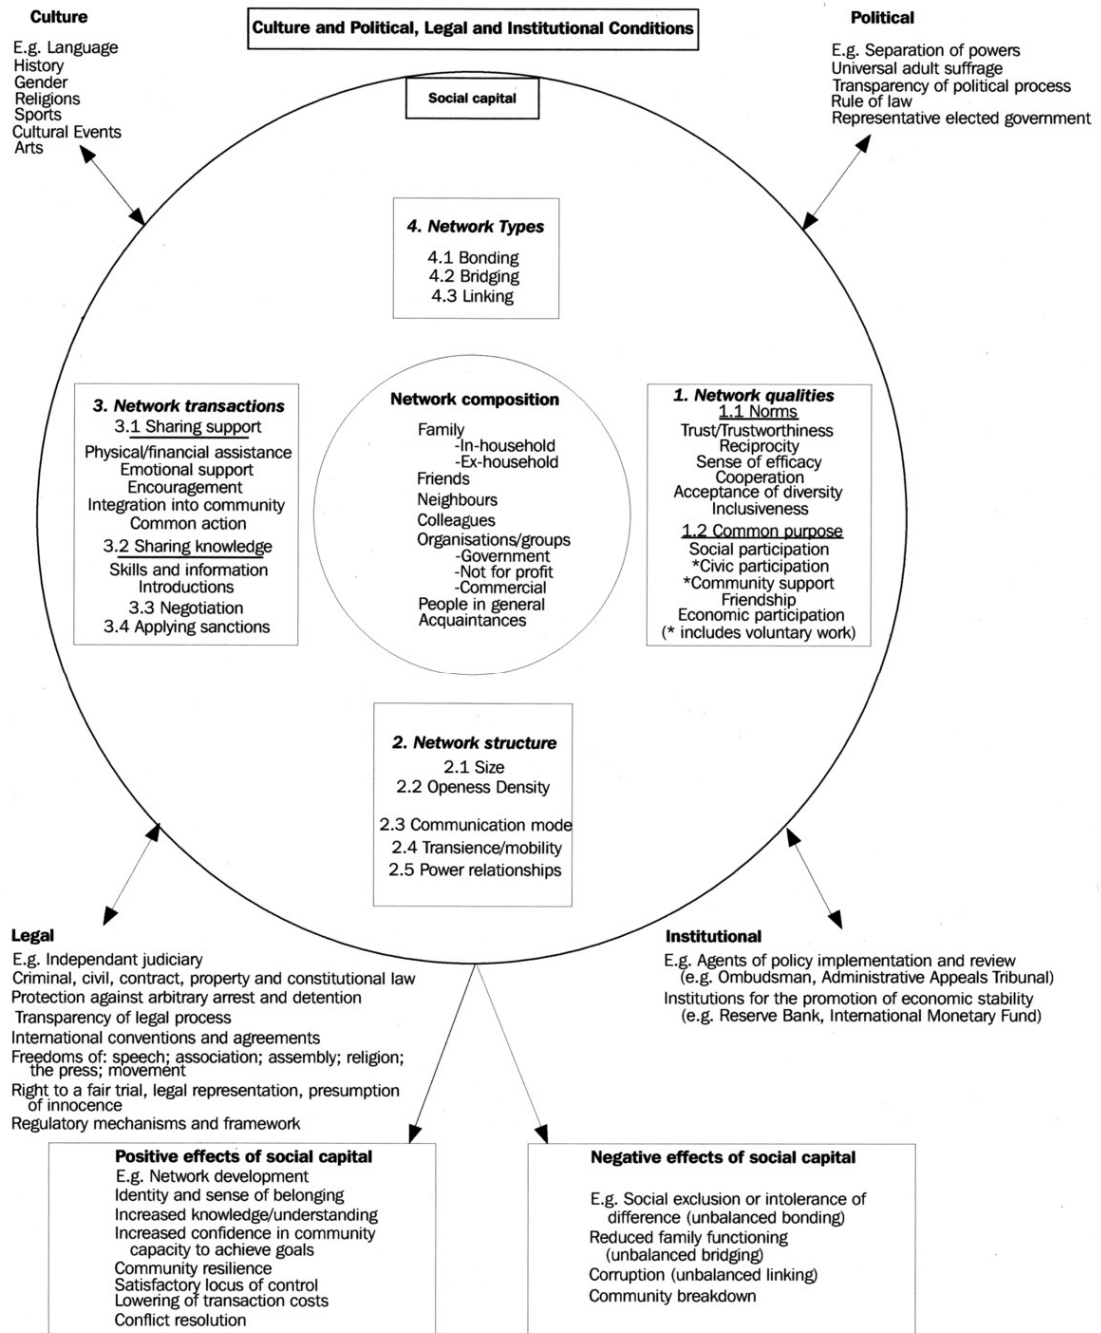 Culture and Political, Legal and Institutional Conditions
Culture
E.g. Language
History
Gender
Religions
Sports
Cultural Events
Arts
Political
E.g. Separation of powers
Universal adult suffrage
Transparency of political process
Rule of law
Representative elected government
Social capital
4. Network Types
4.1 Bonding
4.2 Bridging
4.3 Linking
3. Network transactions
3.1 Sharing support
Physical/financial assistance
Emotional support
Encouragement
Integration into community
Common action
3.2 Sharing knowledge
Skills and information
Introductions
3.3 Negotiation
3.4 Applying sanctions
Network composition
Family
-In-household
-Ex-household
Friends
Neighbours
Colleagues
Organisations/groups
-Government
-Not for profit
-Commercial
People in general
Acquaintances
1. Network qualities
1.1 Norms
Trust/Trustworthiness
Reciprocity
Sense of efficacy
Cooperation
Acceptance of diversity
Inclusiveness
1.2 Common purpose
Social participation
*Civic participation
*Community support
Friendship
Economic participation
(* includes voluntary work)
2. Network structure
2.1 Size
2.2 Openess Density
2.3 Communication mode
2.4 Transience/mobility
2.5 Power relationships
Legal
E.g. Independant judiciary
Criminal, civil, contract, property and constitutional law
Protection against arbitrary arrest and detention
Transparency of legal process
International conventions and agreements
Freedoms of: speech; association; assembly; religion;
the press; movement
Right to a fair trial, legal representation, presumption
of innocence
Regulatory mechanisms and framework
Institutional
E.g. Agents of policy implementation and review
(e.g. Ombudsman, Administrative Appeals Tribunal)
Institutions for the promotion of economic stability
(e.g. Reserve Bank, International Monetary Fund)
Positive effects of social capital
E.g. Network development
Identity and sense of belonging
Increased knowledge/understanding
Increased confidence in community
capacity to achieve goals
Community resilience
Satisfactory locus of control
Lowering of transaction costs
Conflict resolution
Negative effects of social capital
E.g. Social exclusion or intolerance of
difference (unbalanced bonding)
Reduced family functioning
(unbalanced bridging)
Corruption (unbalanced linking)
Community breakdown